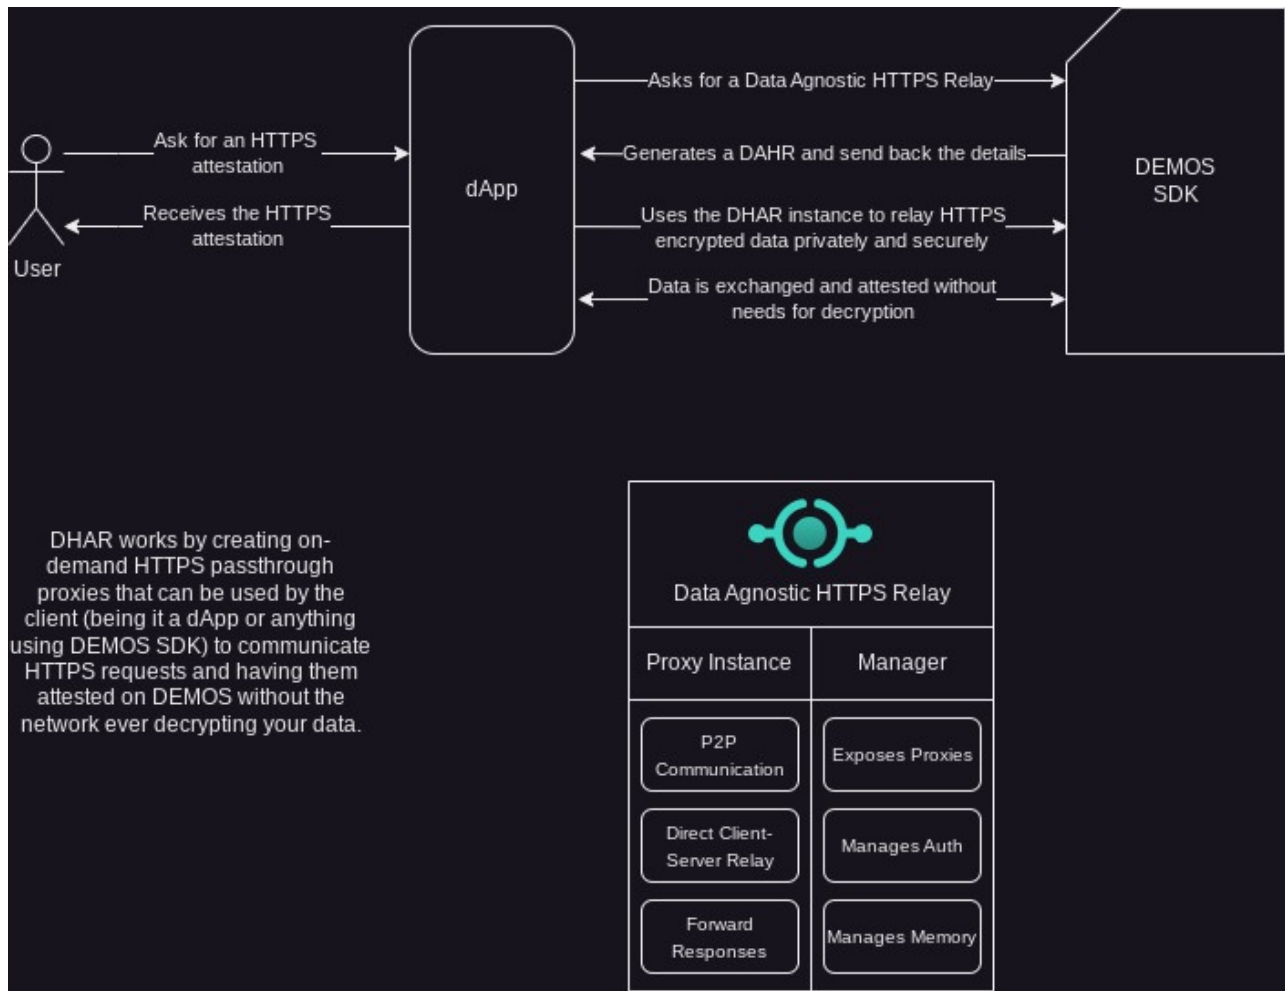 Asks for a Data Agnostic HTTPS Relay
Ask for an HTTPS
attestation
Generates a DAHR and send back the details
DEMOS
SDK
dApp
Receives the HTTPS
attestation
Uses the DHAR instance to relay HTTPS
encrypted data privately and securely
User
Data is exchanged and attested without
needs for decryption
DHAR works by creating on-
demand HTTPS passthrough
proxies that can be used by the
client (being it a dApp or anything
using DEMOS SDK) to communicate
HTTPS requests and having them
attested on DEMOS without the
network ever decrypting your data.
Data Agnostic HTTPS Relay
Proxy Instance
Manager
P2P
Communication
Exposes Proxies
Direct Client-
Server Relay
Manages Auth
Forward
Responses
Manages Memory